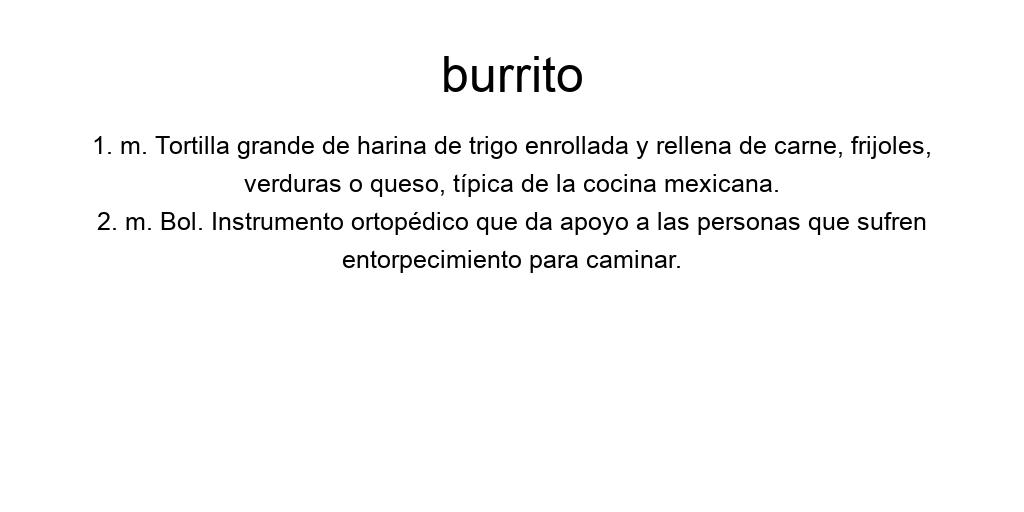 burrito
1. m. Tortilla grande de harina de trigo enrollada y rellena de carne, frijoles,
verduras o queso, típica de la cocina mexicana.
2. m. Bol. Instrumento ortopédico que da apoyo a las personas que sufren
entorpecimiento para caminar.